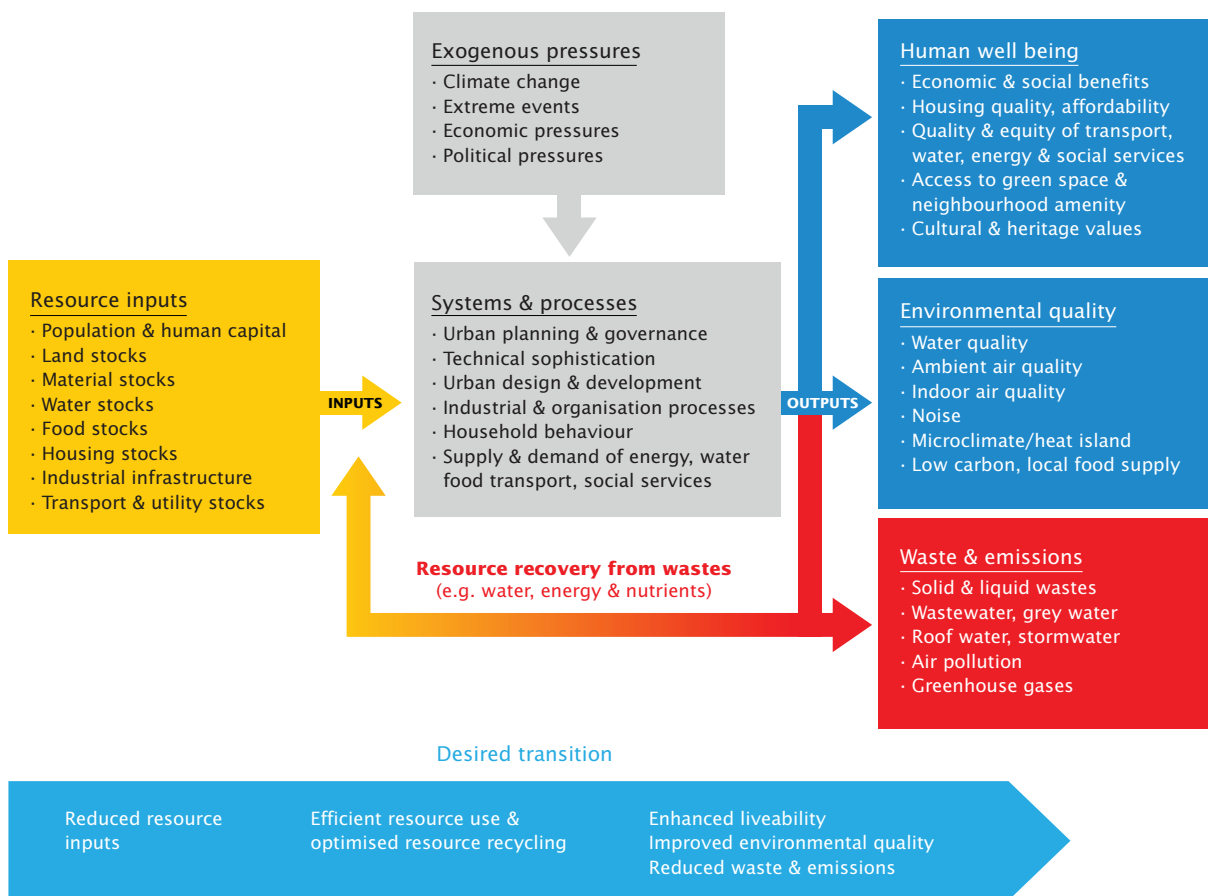 Exogenous pressures
· Climate change
· Extreme events
· Economic pressures
· Political pressures
Human well being
· Economic & social benefits
· Housing quality, affordability
· Quality & equity of transport,
water, energy & social services
· Access to green space &
neighbourhood amenity
· Cultural & heritage values
Resource inputs
· Population & human capital
· Land stocks
· Material stocks
· Water stocks
· Food stocks
· Housing stocks
· Industrial infrastructure
· Transport & utility stocks
INPUTS
Systems & processes
· Urban planning & governance
· Technical sophistication
· Urban design & development
· Industrial & organisation processes
· Household behaviour
· Supply & demand of energy, water
food transport, social services
OUTPUTS
Environmental quality
· Water quality
· Ambient air quality
· Indoor air quality
· Noise
· Microclimate/heat island
· Low carbon, local food supply
Resource recovery from wastes
(e.g. water, energy & nutrients)
Waste & emissions
· Solid & liquid wastes
· Wastewater, grey water
· Roof water, stormwater
· Air pollution
· Greenhouse gases
Desired transition
Reduced resource
inputs
Efficient resource use &
optimised resource recycling
Enhanced liveability
Improved environmental quality
Reduced waste & emissions